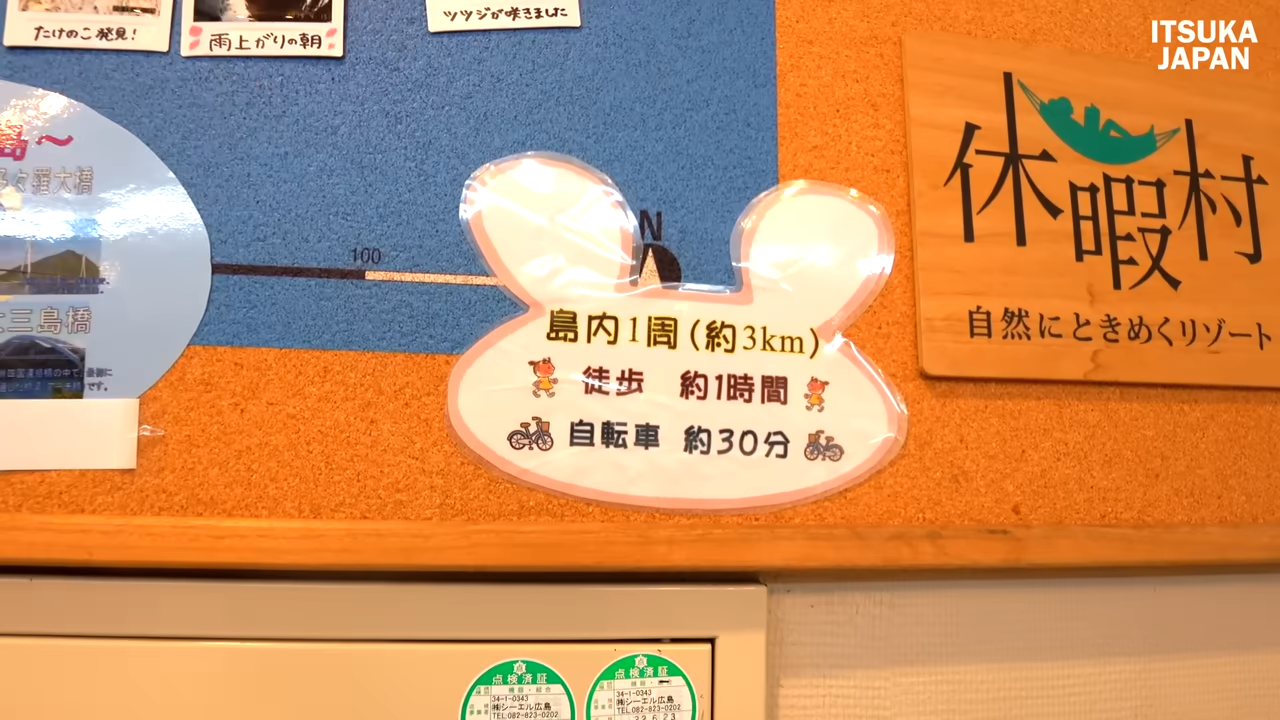 ITSUKA
JAPAN
たけのこ発見!
雨上がりの朝
ツツジが咲きました
島～
多々羅大橋
三島橋
100
N
島内1周(約3km)
徒歩 約1時間
自転車 約30分
休暇村
自然にときめくリゾート
点検済証
34-1-0343
㈱シーエル広島
TEL082-823-0202
点検済証
34-1-0343
㈱シーエル広島
TEL082-823-0202